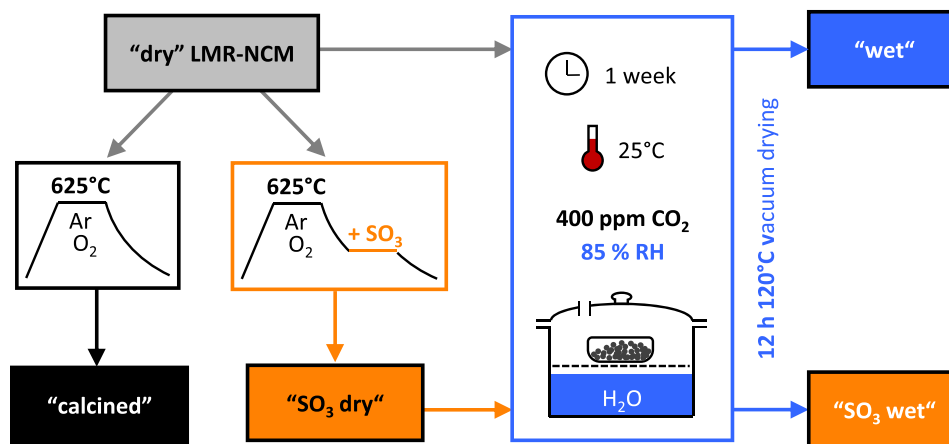 “dry” LMR-NCM
“wet“
1 week
25°C
625°C
Ar
O₂
625°C
Ar
O₂
+ SO₃
400 ppm CO₂
85 % RH
12 h 120°C vacuum drying
“calcined”
“SO₃ dry“
H₂O
“SO₃ wet“